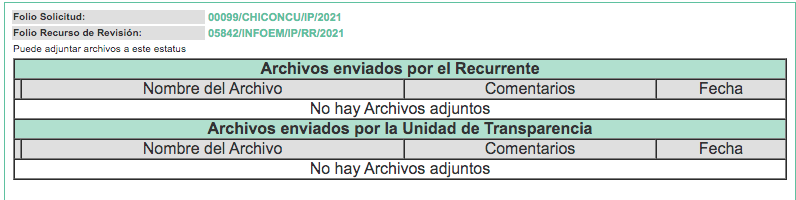 Folio Solicitud: 00099/CHICONCU/IP/2021
Folio Recurso de Revisión: 05842/INFOEM/IP/RR/2021
Puede adjuntar archivos a este estatus
Archivos enviados por el Recurrente
Nombre del Archivo Comentarios Fecha
No hay Archivos adjuntos
Archivos enviados por la Unidad de Transparencia
Nombre del Archivo Comentarios Fecha
No hay Archivos adjuntos